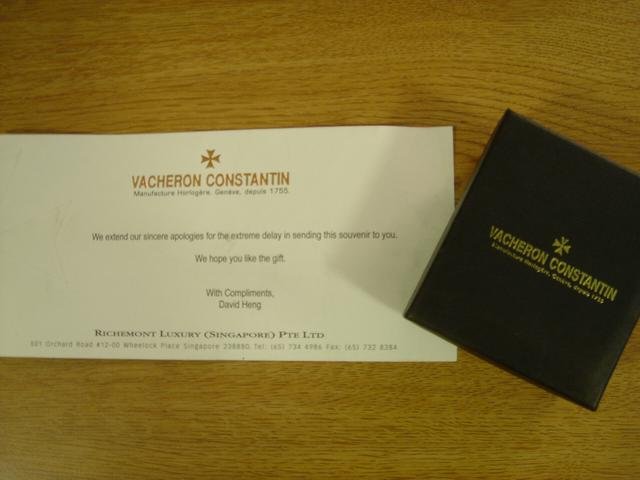 VACHERON CONSTANTIN
Manufacture Horlogère, Genève, depuis 1755.
We extend our sincere apologies for the extreme delay in sending this souvenir to you.
We hope you like the gift.
With Compliments,
David Heng
RICHEMONT LUXURY (SINGAPORE) PTE LTD
501 Orchard Road #12-00 Wheelock Place Singapore 238880. Tel: (65) 734 4986 Fax: (65) 732 8384
VACHERON CONSTANTIN
Manufacture Horlogère, Genève, depuis 1755